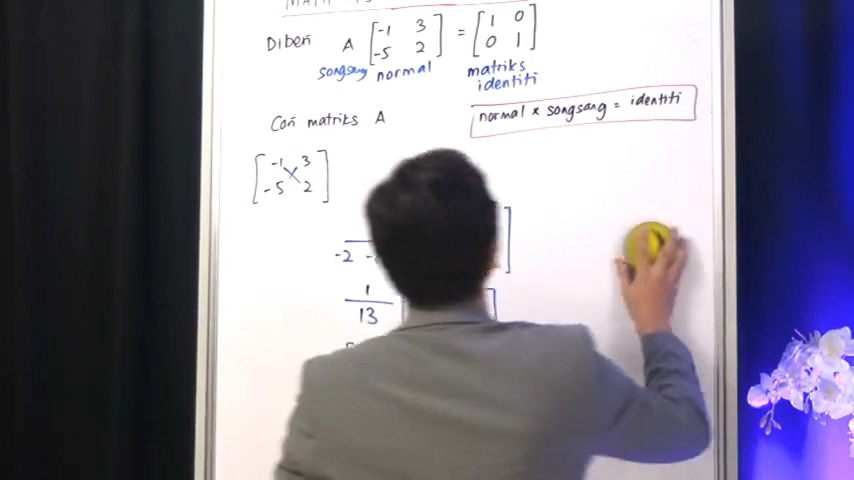 Diberi A [-1 3 -5 2] = [1 0 0 1]
songsang normal matriks identiti
normal × songsang = identiti
Cari matriks A
[-1 3 -5 2]
-2 -
1
13